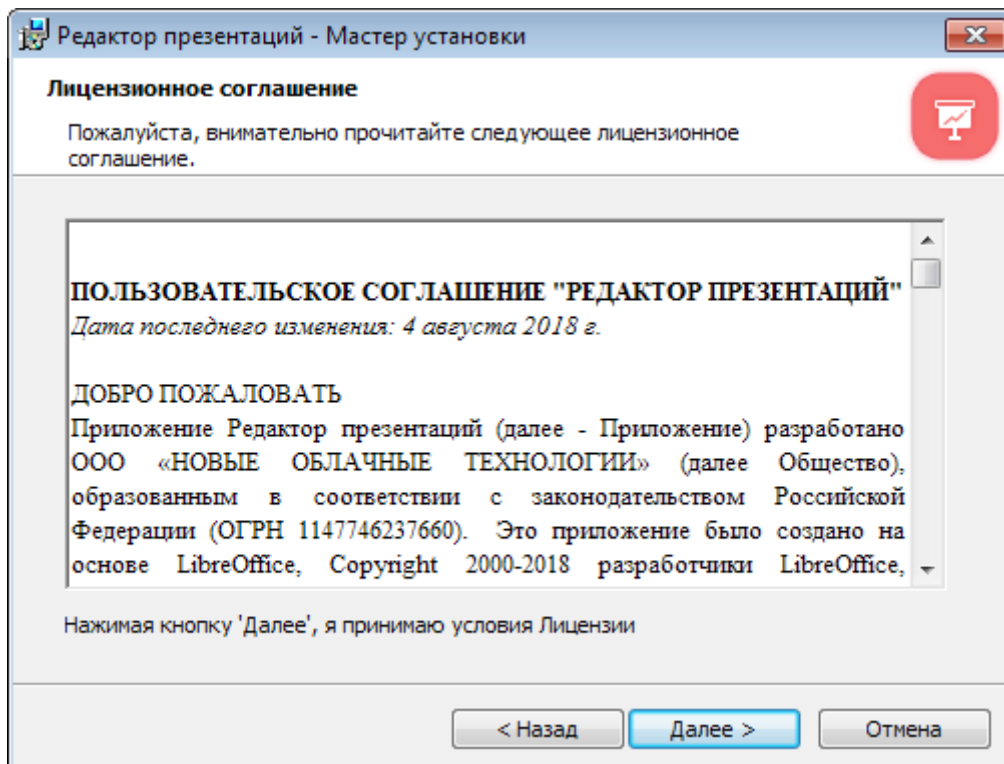 Редактор презентаций - Мастер установки
Лицензионное соглашение
Пожалуйста, внимательно прочитайте следующее лицензионное
соглашение.
ПОЛЬЗОВАТЕЛЬСКОЕ СОГЛАШЕНИЕ "РЕДАКТОР ПРЕЗЕНТАЦИЙ"
Дата последнего изменения: 4 августа 2018 г.
ДОБРО ПОЖАЛОВАТЬ
Приложение Редактор презентаций (далее - Приложение) разработано
ООО «НОВЫЕ ОБЛАЧНЫЕ ТЕХНОЛОГИИ» (далее Общество),
образованным в соответствии с законодательством Российской
Федерации (ОГРН 1147746237660). Это приложение было создано на
основе LibreOffice, Copyright 2000-2018 разработчики LibreOffice,
Нажимая кнопку 'Далее', я принимаю условия Лицензии
< Назад
Далее >
Отмена